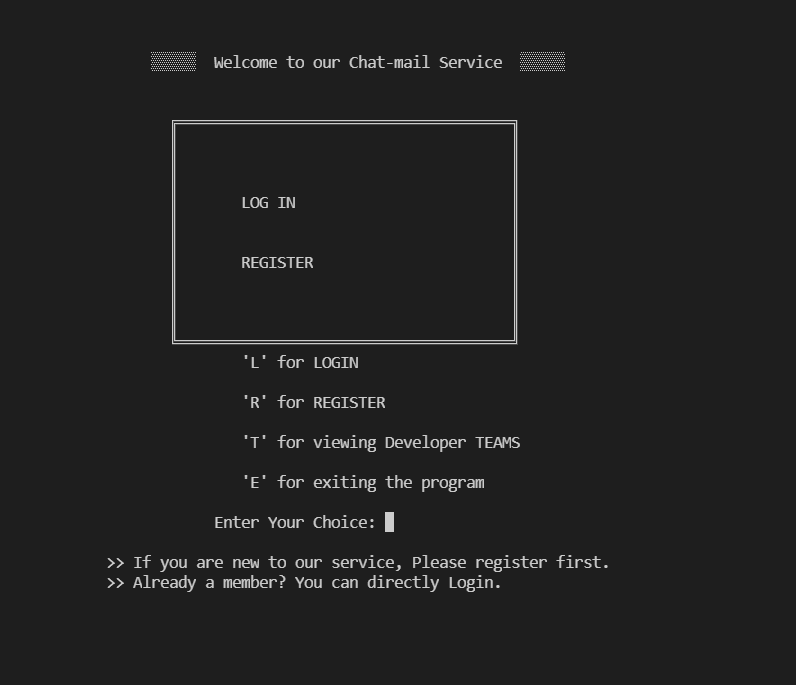 Welcome to our Chat-mail Service
LOG IN
REGISTER
'L' for LOGIN
'R' for REGISTER
'T' for viewing Developer TEAMS
'E' for exiting the program
Enter Your Choice:
>> If you are new to our service, Please register first.
>> Already a member? You can directly Login.